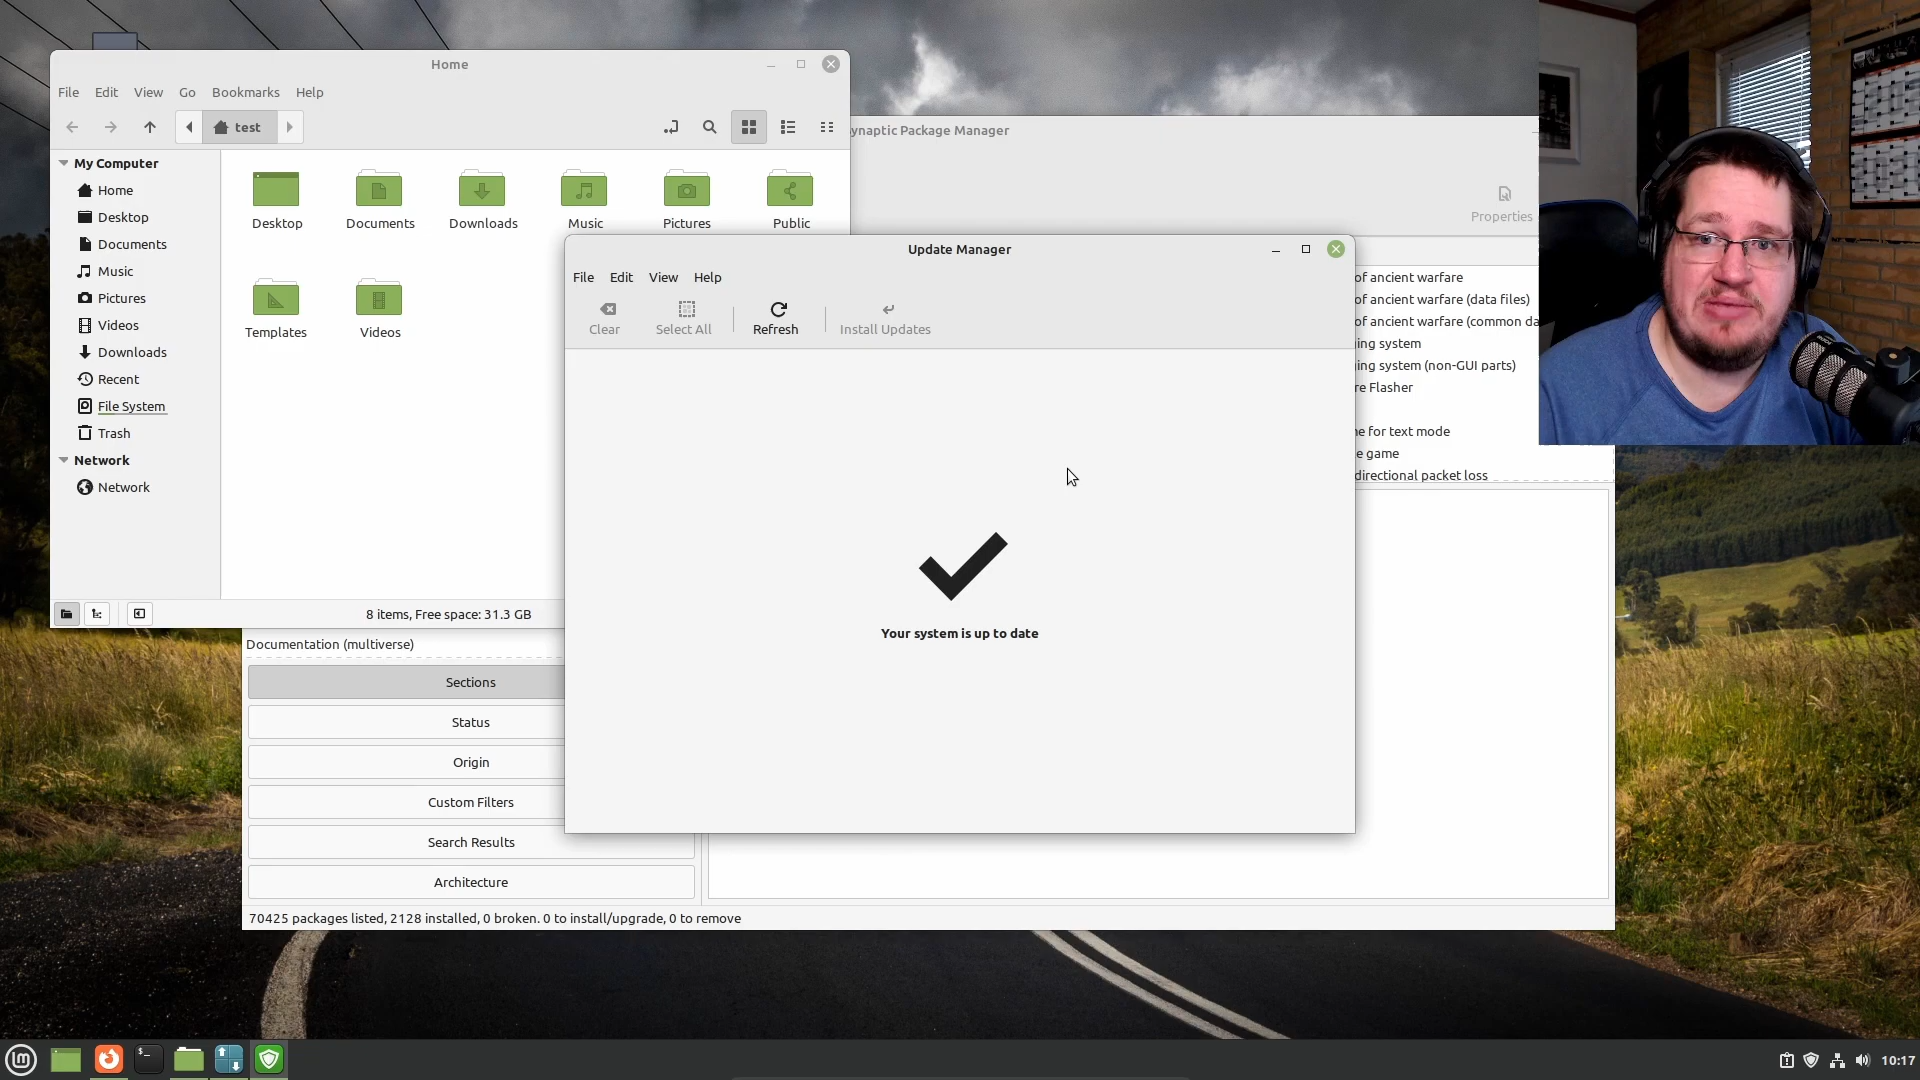 Home
File Edit View Go Bookmarks Help
test
My Computer
Home
Desktop
Documents
Music
Pictures
Videos
Downloads
Recent
File System
Trash
Network
Network
Desktop
Documents
Downloads
Music
Pictures
Public
Templates
Videos
8 items, Free space: 31.3 GB
ynaptic Package Manager
Properties
of ancient warfare
of ancient warfare (data files)
of ancient warfare (common da
ing system
ing system (non-GUI parts)
re Flasher
e for text mode
e game
directional packet loss
Update Manager
File Edit View Help
Clear
Select All
Refresh
Install Updates
Your system is up to date
Documentation (multiverse)
Sections
Status
Origin
Custom Filters
Search Results
Architecture
70425 packages listed, 2128 installed, 0 broken. 0 to install/upgrade, 0 to remove
10:17